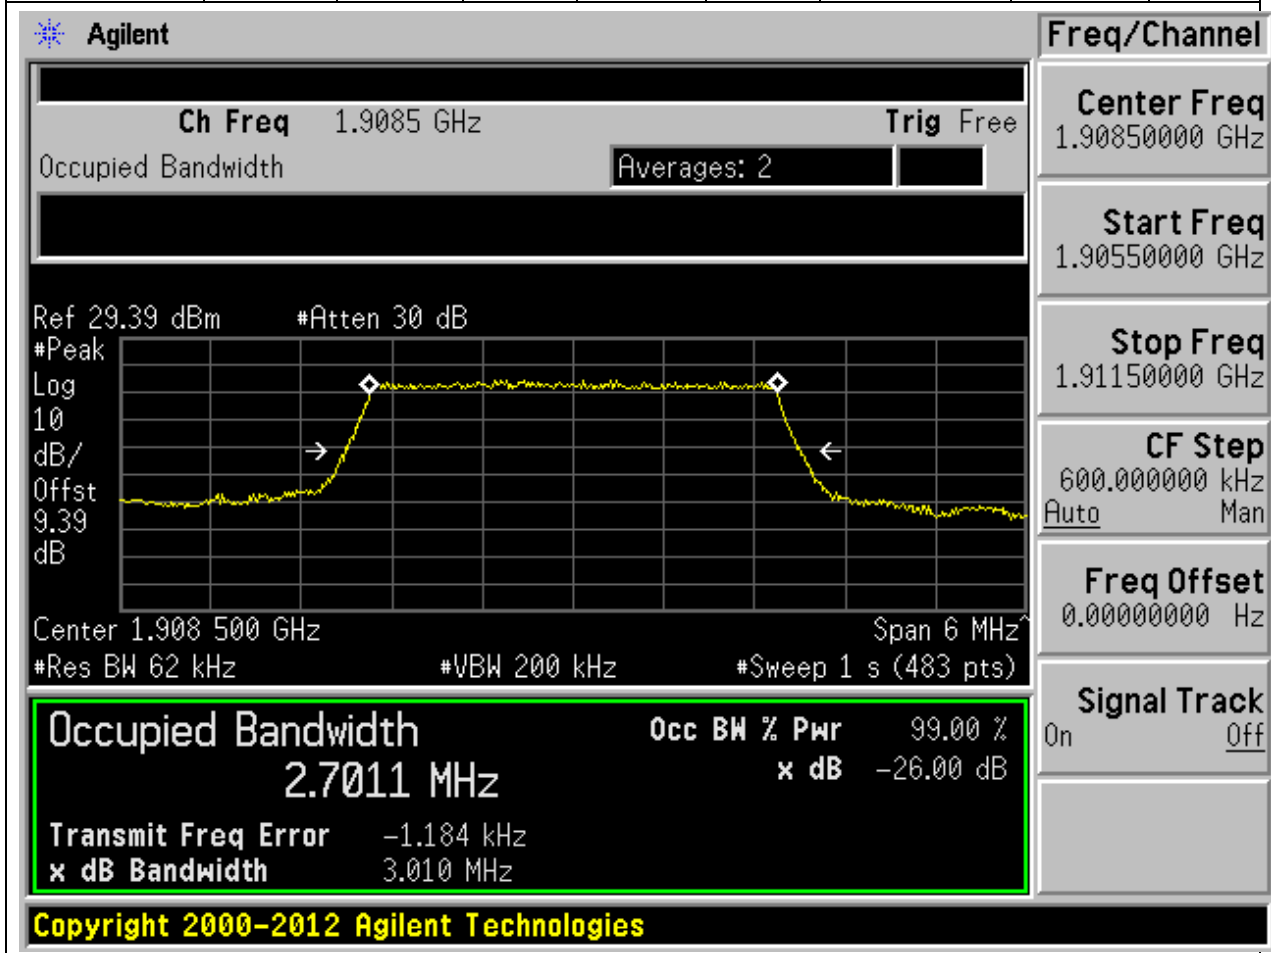 Agilent
Freq/Channel
Ch Freq 1.9085 GHz Trig Free
Occupied Bandwidth Averages: 2
Center Freq
1.90850000 GHz
Start Freq
1.90550000 GHz
Stop Freq
1.91150000 GHz
CF Step
600.000000 kHz
Auto Man
Freq Offset
0.00000000 Hz
Signal Track
On Off
Ref 29.39 dBm #Atten 30 dB
#Peak
Log
10
dB/
Offst
9.39
dB
Center 1.908 500 GHz Span 6 MHz^
#Res BW 62 kHz #VBW 200 kHz #Sweep 1 s (483 pts)
Occupied Bandwidth Occ BW % Pwr 99.00 %
2.7011 MHz x dB -26.00 dB
Transmit Freq Error -1.184 kHz
x dB Bandwidth 3.010 MHz
Copyright 2000-2012 Agilent Technologies